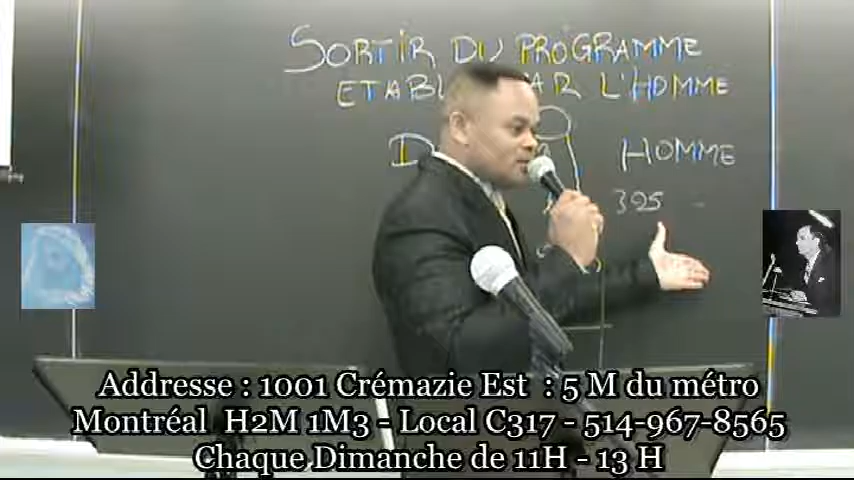 SORTIR DU PROGRAMME
L'HOMME
HOMME
325
Addresse : 1001 Crémazie Est : 5 M du métro
Montréal H2M 1M3 - Local C317 - 514-967-8565
Chaque Dimanche de 11H - 13 H